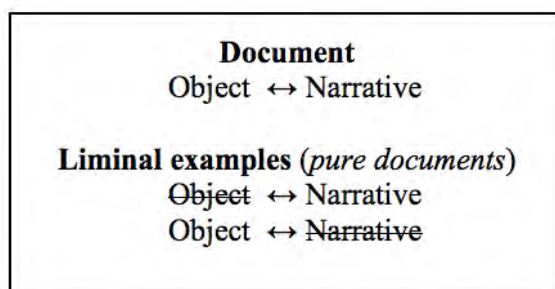 Document
Object ↔ Narrative
Liminal examples (pure documents)
Object ↔ Narrative
Object ↔ Narrative